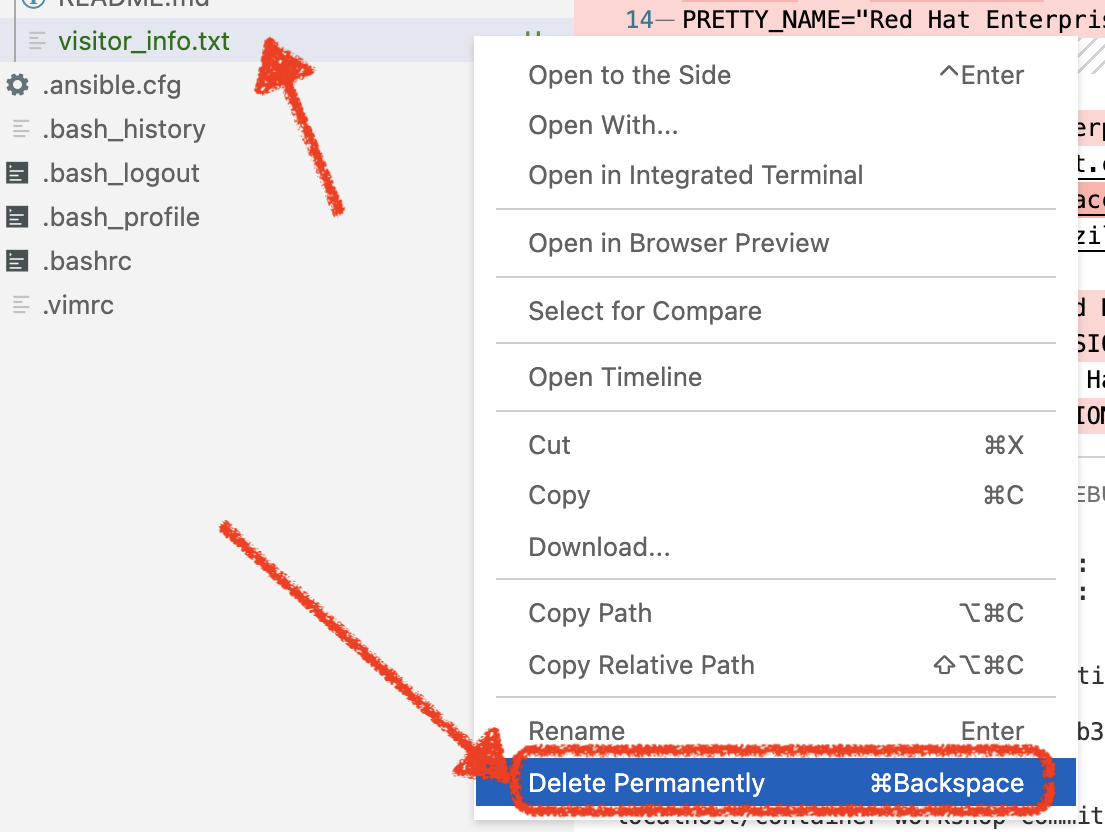 README.md
visitor_info.txt
.ansible.cfg
.bash_history
.bash_logout
.bash_profile
.bashrc
.vimrc
14— PRETTY_NAME="Red Hat Enterpris
Open to the Side ^Enter
Open With...
Open in Integrated Terminal
Open in Browser Preview
Select for Compare
Open Timeline
Cut ⌘X
Copy ⌘C
Download...
Copy Path ⌥⌘C
Copy Relative Path ⇧⌥⌘C
Rename Enter
Delete Permanently ⌘Backspace